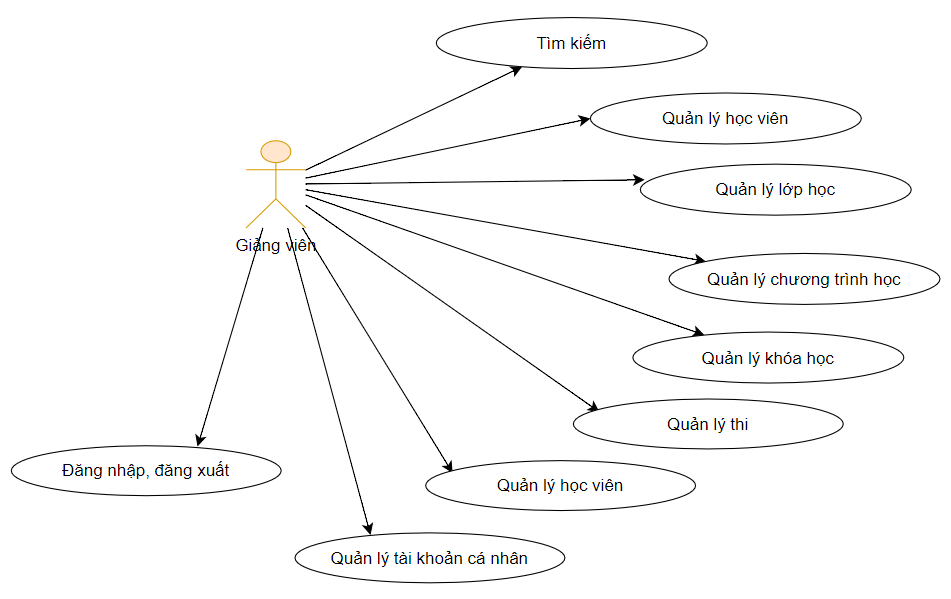 Tìm kiếm
Quản lý học viên
Quản lý lớp học
Giảng viên
Quản lý chương trình học
Quản lý khóa học
Quản lý thi
Đăng nhập, đăng xuất
Quản lý học viên
Quản lý tài khoản cá nhân